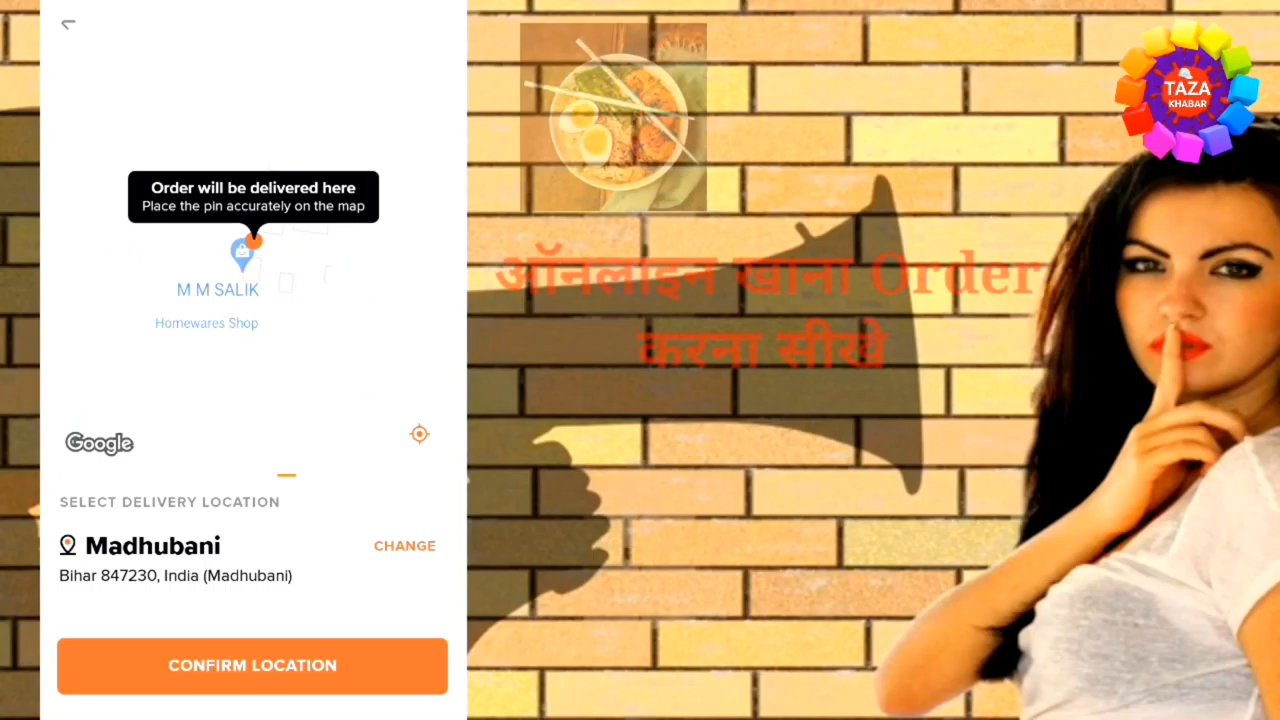 Order will be delivered here
Place the pin accurately on the map
M M SALIK
Homewares Shop
Google
SELECT DELIVERY LOCATION
Madhubani
CHANGE
Bihar 847230, India (Madhubani)
CONFIRM LOCATION
ऑनलाइन खाना Order
करना सीखे
TAZA
KHABAR